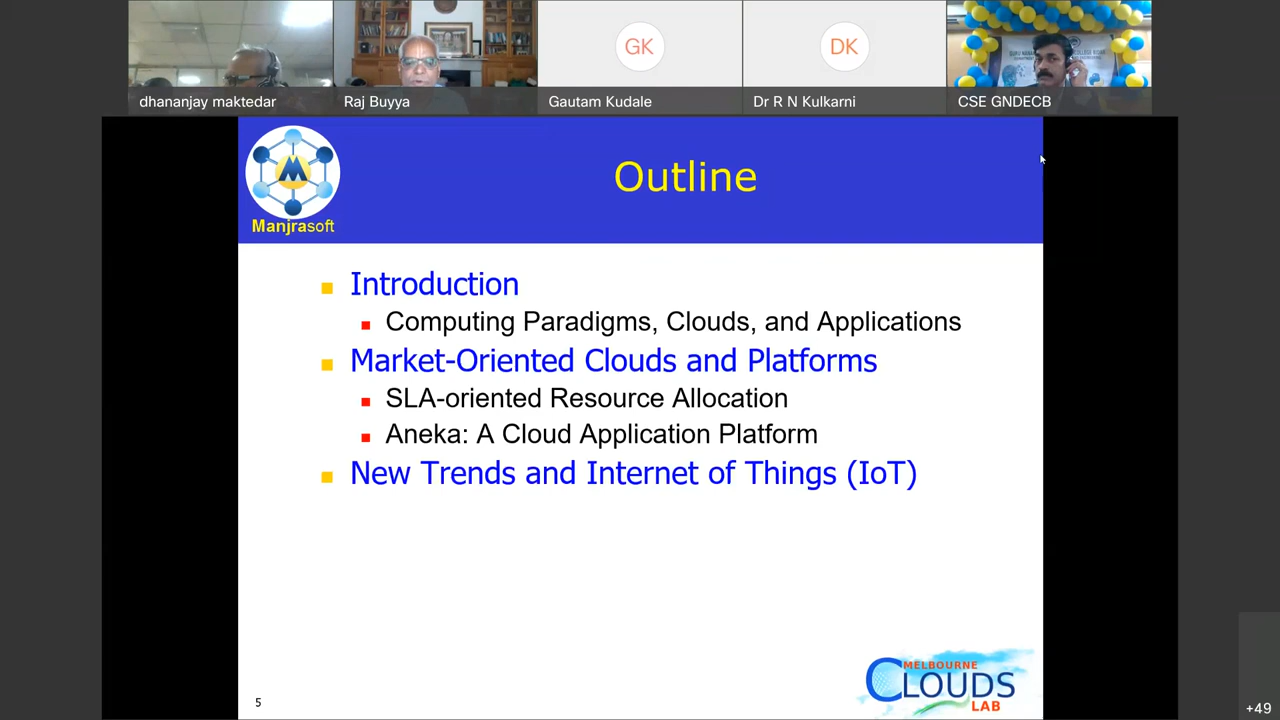 GK
DK
dhananjay maktedar
Raj Buyya
Gautam Kudale
Dr R N Kulkarni
CSE GNDECB
Manjrasoft
Outline
Introduction
Computing Paradigms, Clouds, and Applications
Market-Oriented Clouds and Platforms
SLA-oriented Resource Allocation
Aneka: A Cloud Application Platform
New Trends and Internet of Things (IoT)
5
MELBOURNE
CLOUDS
LAB
+49